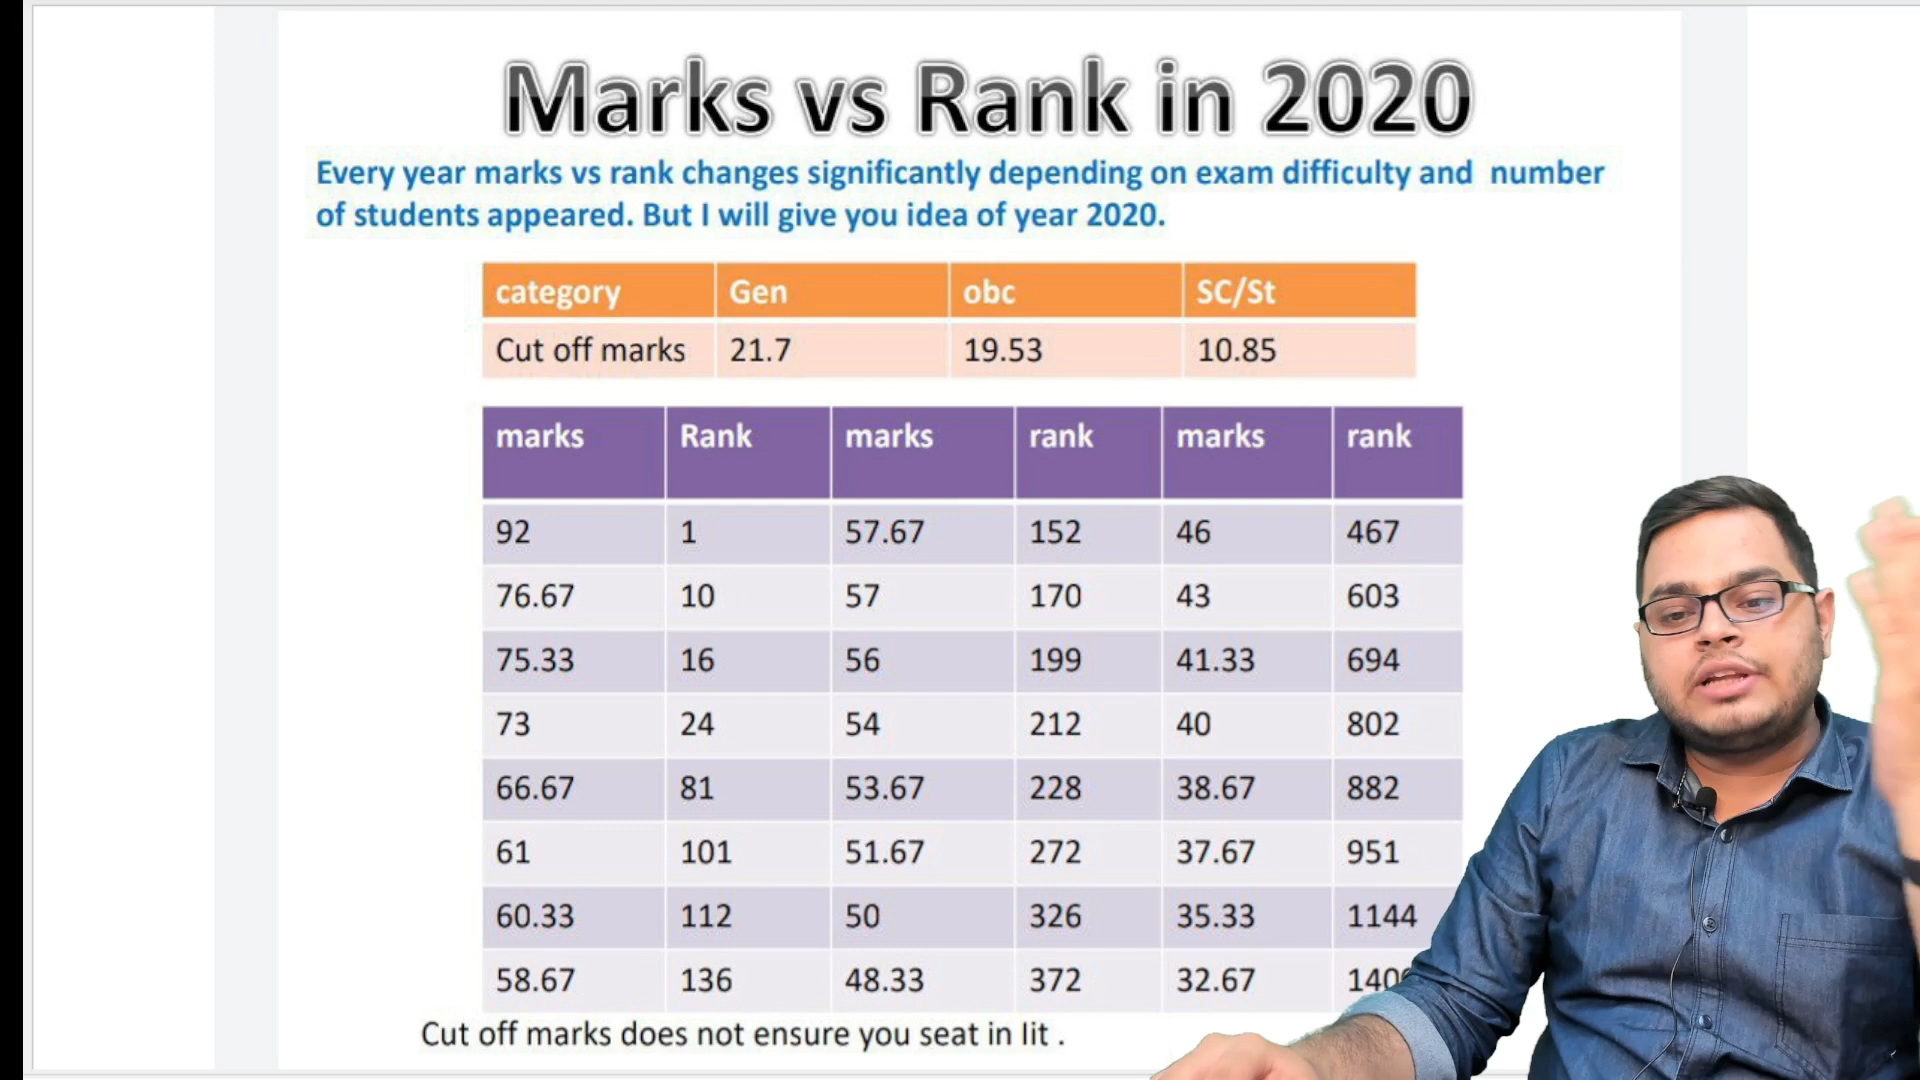 Marks vs Rank in 2020
Every year marks vs rank changes significantly depending on exam difficulty and number
of students appeared. But I will give you idea of year 2020.
category Gen obc SC/St
Cut off marks 21.7 19.53 10.85
marks Rank marks rank marks rank
92 1 57.67 152 46 467
76.67 10 57 170 43 603
75.33 16 56 199 41.33 694
73 24 54 212 40 802
66.67 81 53.67 228 38.67 882
61 101 51.67 272 37.67 951
60.33 112 50 326 35.33 1144
58.67 136 48.33 372 32.67
Cut off marks does not ensure you seat in Iit .